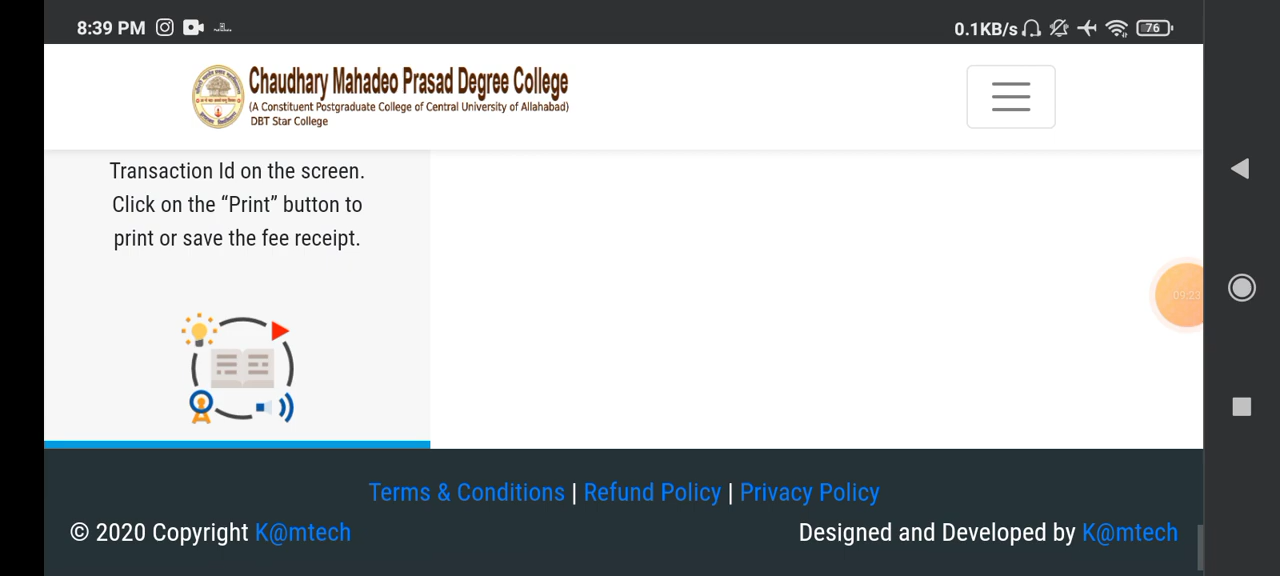 8:39 PM
0.1KB/s
76
Chaudhary Mahadeo Prasad Degree College
(A Constituent Postgraduate College of Central University of Allahabad)
DBT Star College
Transaction Id on the screen.
Click on the “Print” button to
print or save the fee receipt.
09:23
Terms & Conditions | Refund Policy | Privacy Policy
© 2020 Copyright K@mtech
Designed and Developed by K@mtech